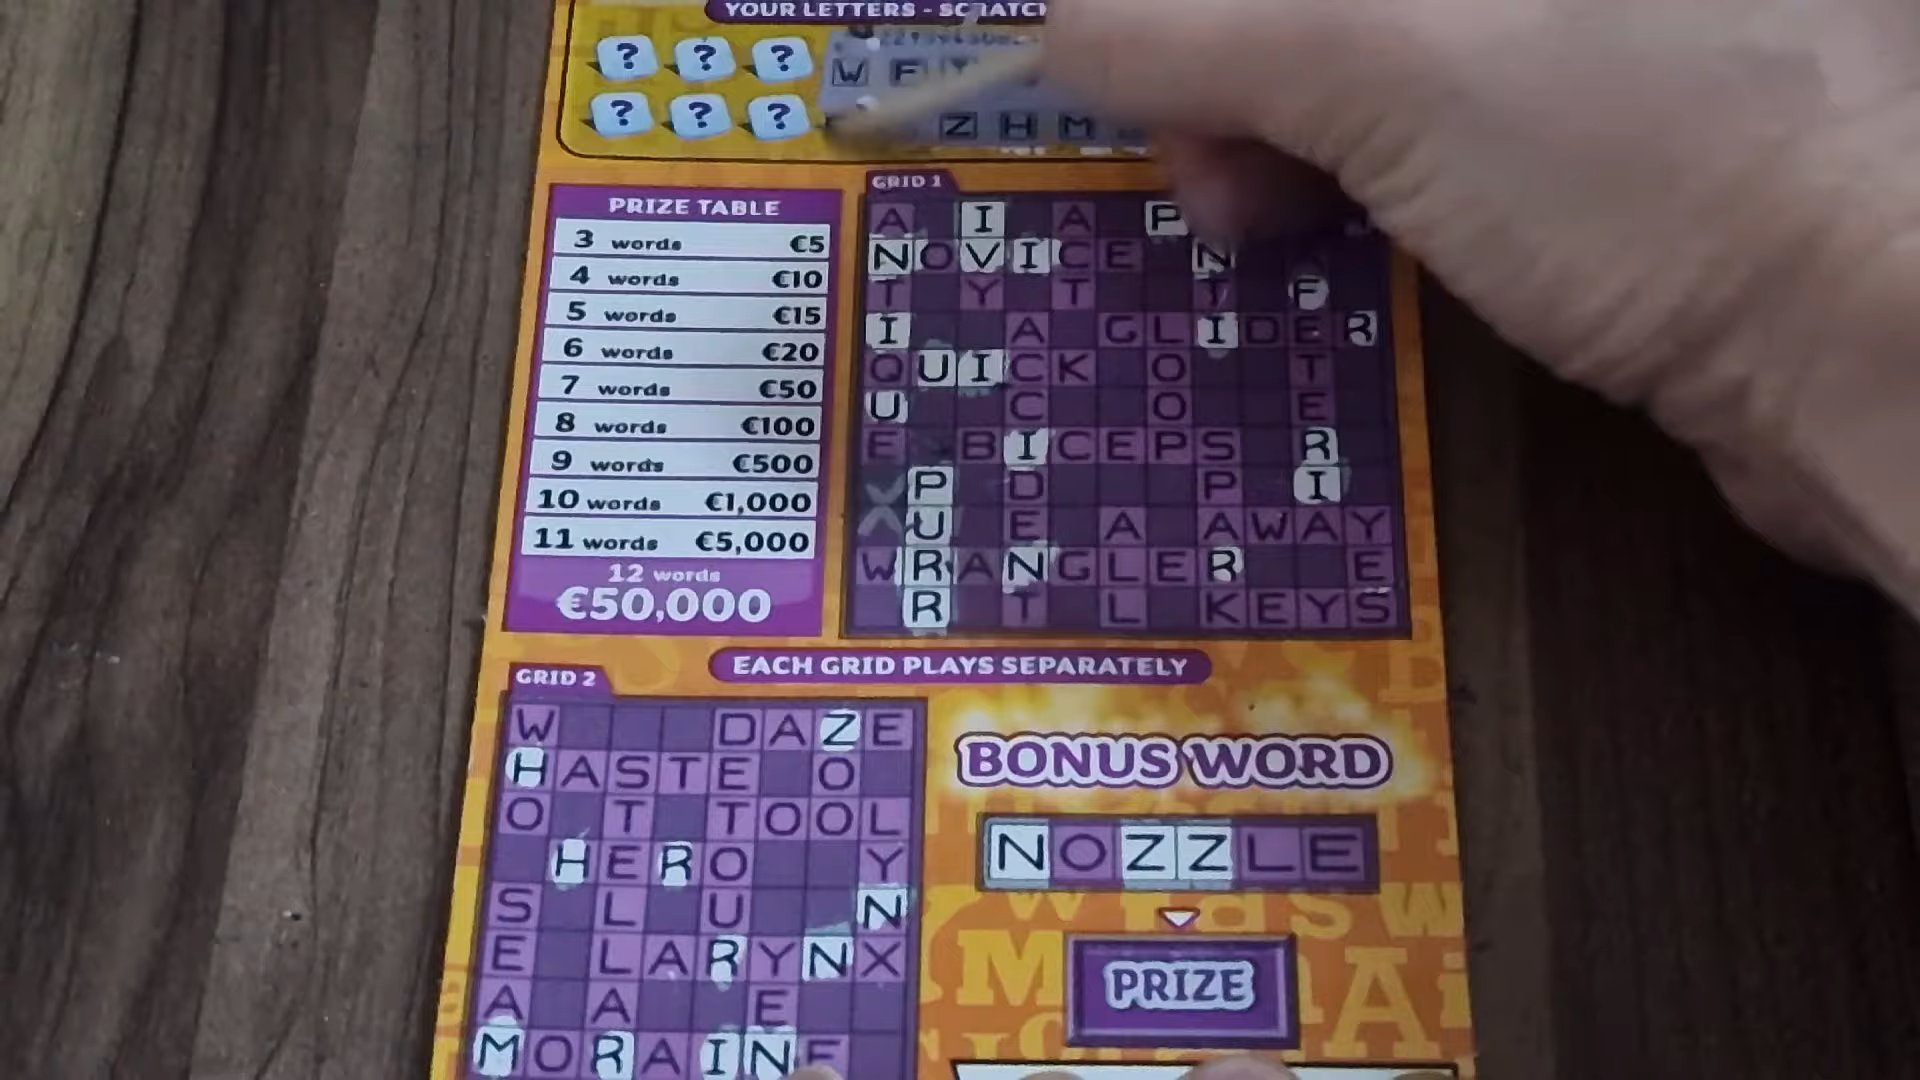 YOUR LETTERS - SCRATCH
? ? ?
W F Y
? ? ?
Z H M
PRIZE TABLE
3 words €5
4 words €10
5 words €15
6 words €20
7 words €50
8 words €100
9 words €500
10 words €1,000
11 words €5,000
12 words
€50,000
GRID 1
A I A P
NOVICE N
T Y T T F
I A GLIDER
QUICK O T
U C O E
E BICEPS R
P D P I
U E A AWAY
WRANGLER E
R T L KEYS
EACH GRID PLAYS SEPARATELY
GRID 2
W DAZE
HASTE O
O T TOOL
HERO Y
S L U N
E LARYNX
A A E
MORAINE
BONUS WORD
NOZZLE
PRIZE